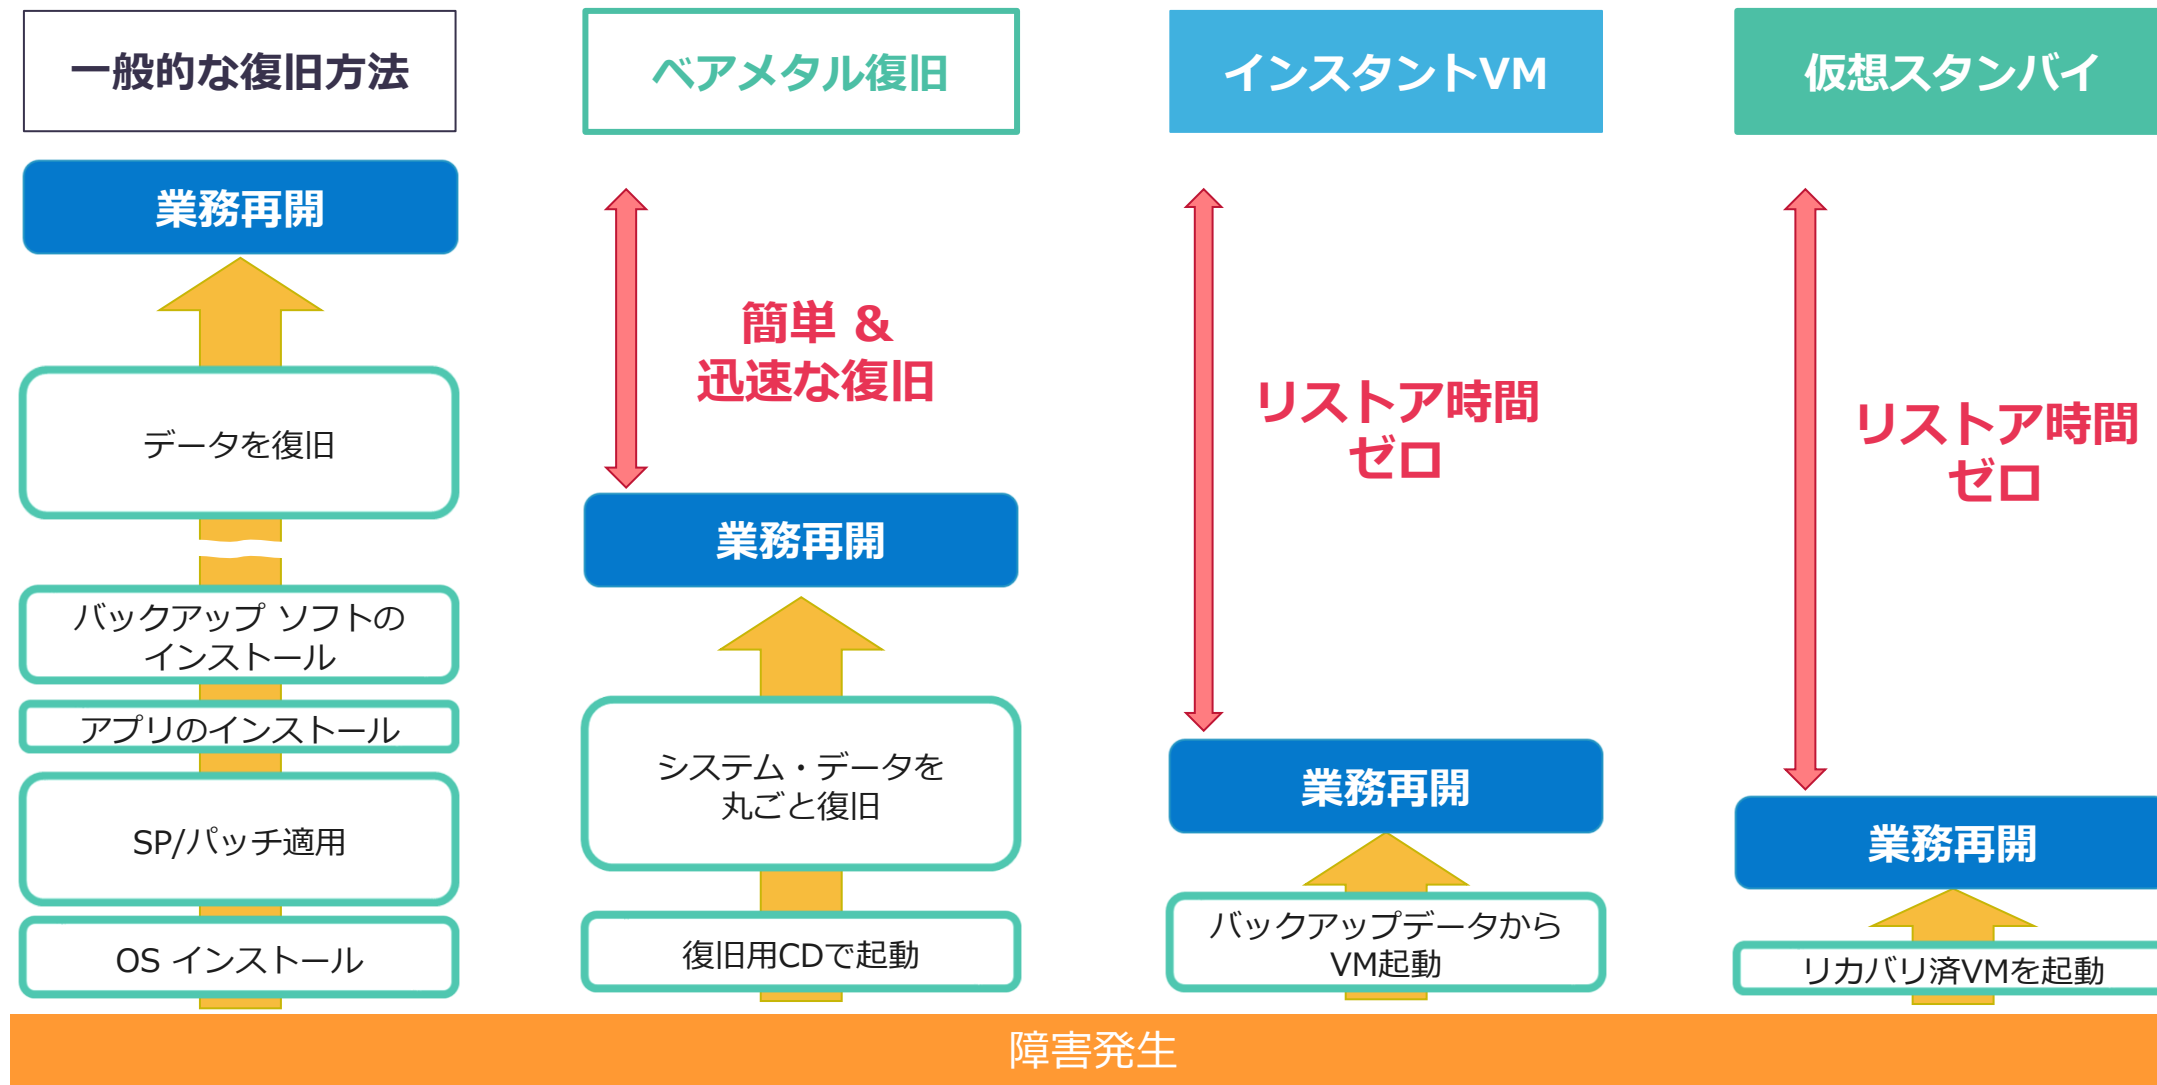 一般的な復旧方法
業務再開
データを復旧
バックアップ ソフトの
インストール
アプリのインストール
SP/パッチ適用
OS インストール
ベアメタル復旧
簡単 &
迅速な復旧
業務再開
システム・データを
丸ごと復旧
復旧用CDで起動
インスタントVM
リストア時間
ゼロ
業務再開
バックアップデータから
VM起動
仮想スタンバイ
リストア時間
ゼロ
業務再開
リカバリ済VMを起動
障害発生